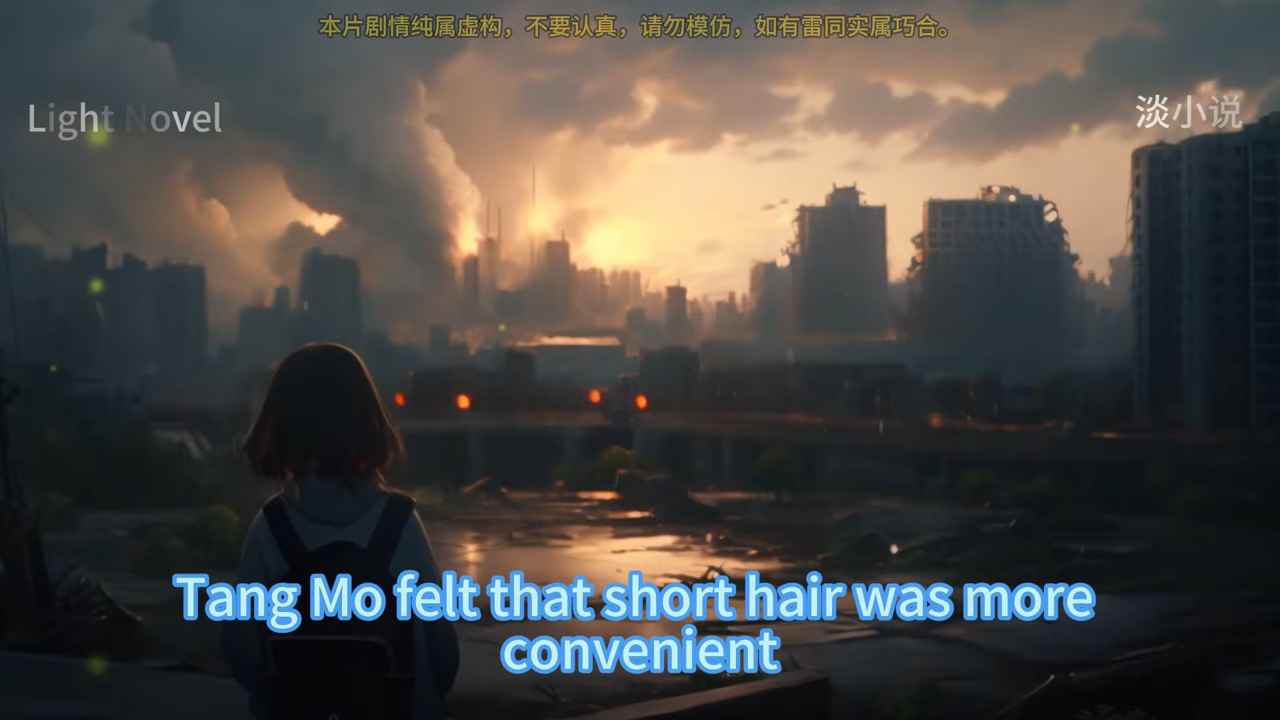 本片剧情纯属虚构，不要认真，请勿模仿，如有雷同实属巧合。
Light Novel
淡小说
Tang Mo felt that short hair was more
convenient